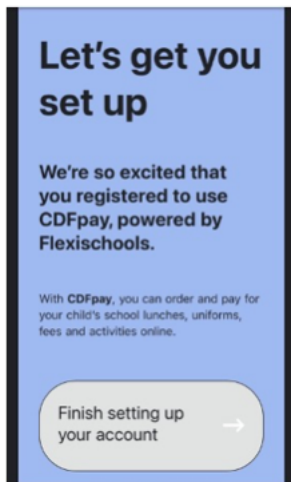 Let's get you
set up
We're so excited that
you registered to use
CDFpay, powered by
Flexischools.
With CDFpay, you can order and pay for
your child's school lunches, uniforms,
fees and activities online.
Finish setting up
your account